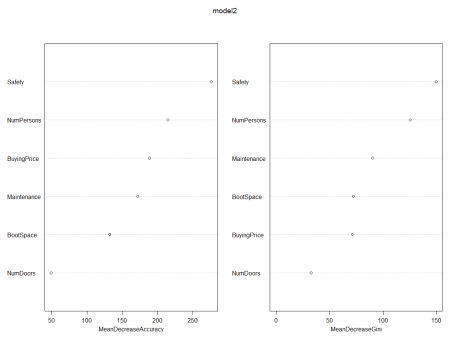 model2
Safety
NumPersons
BuyingPrice
Maintenance
BootSpace
NumDoors
50 100 150 200 250
MeanDecreaseAccuracy
Safety
NumPersons
Maintenance
BootSpace
BuyingPrice
NumDoors
0 50 100 150
MeanDecreaseGini